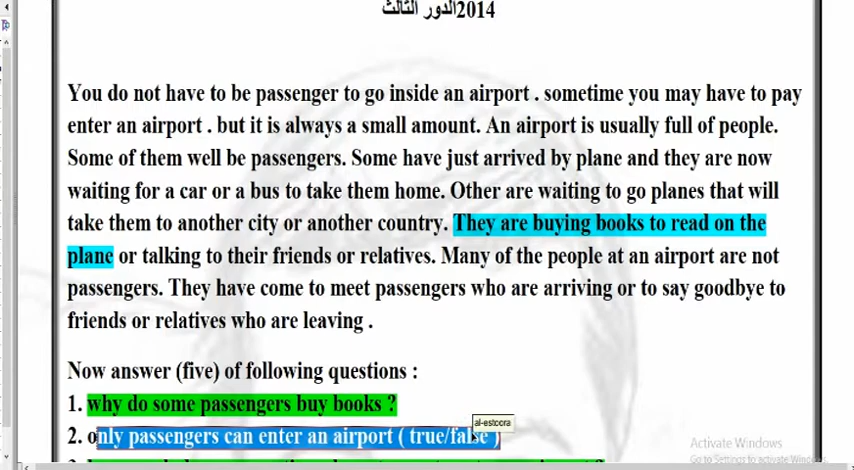 2014الدور الثالث
You do not have to be passenger to go inside an airport . sometime you may have to pay
enter an airport . but it is always a small amount. An airport is usually full of people.
Some of them well be passengers. Some have just arrived by plane and they are now
waiting for a car or a bus to take them home. Other are waiting to go planes that will
take them to another city or another country. They are buying books to read on the
plane or talking to their friends or relatives. Many of the people at an airport are not
passengers. They have come to meet passengers who are arriving or to say goodbye to
friends or relatives who are leaving .
Now answer (five) of following questions :
1. why do some passengers buy books ?
al-estoora
2. only passengers can enter an airport ( true/false )
Activate Windows
Go to Settings to activate Windows.